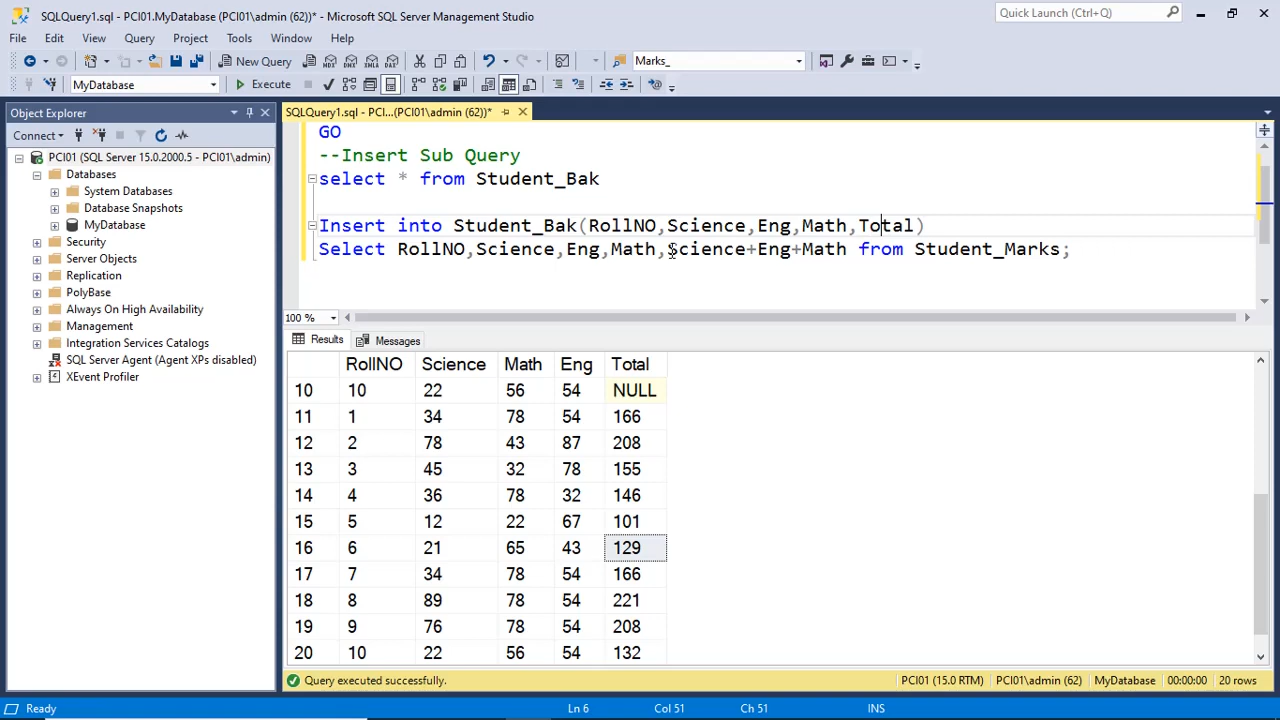 SQLQuery1.sql - PCI01.MyDatabase (PCI01\admin (62))* - Microsoft SQL Server Management Studio
Quick Launch (Ctrl+Q)
File Edit View Query Project Tools Window Help
New Query
Marks_
MyDatabase
Execute
Object Explorer
Connect
PCI01 (SQL Server 15.0.2000.5 - PCI01\admin)
Databases
System Databases
Database Snapshots
MyDatabase
Security
Server Objects
Replication
PolyBase
Always On High Availability
Management
Integration Services Catalogs
SQL Server Agent (Agent XPs disabled)
XEvent Profiler
SQLQuery1.sql - PCI...(PCI01\admin (62))*
GO
--Insert Sub Query
select * from Student_Bak
Insert into Student_Bak(RollNO,Science,Eng,Math,Total)
Select RollNO,Science,Eng,Math,Science+Eng+Math from Student_Marks;
100 %
Results Messages
RollNO Science Math Eng Total
10 10 22 56 54 NULL
11 1 34 78 54 166
12 2 78 43 87 208
13 3 45 32 78 155
14 4 36 78 32 146
15 5 12 22 67 101
16 6 21 65 43 129
17 7 34 78 54 166
18 8 89 78 54 221
19 9 76 78 54 208
20 10 22 56 54 132
Query executed successfully. PCI01 (15.0 RTM) PCI01\admin (62) MyDatabase 00:00:00 20 rows
Ready Ln 6 Col 51 Ch 51 INS